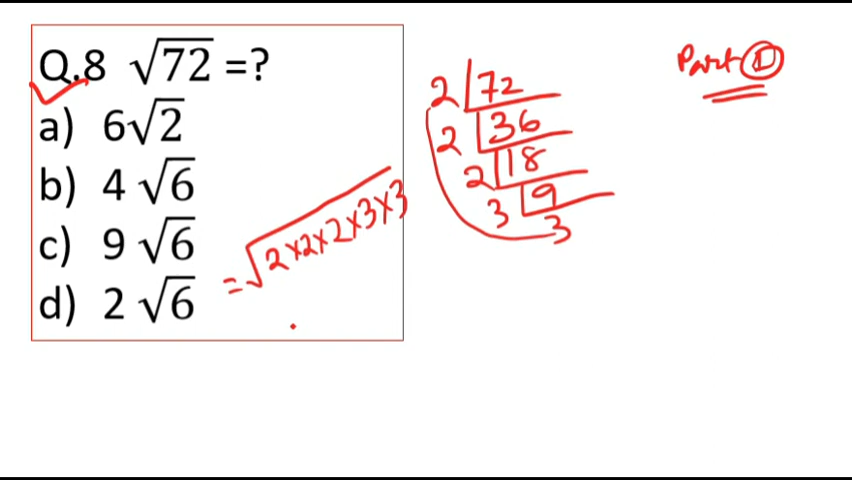 Q.8 √72 =?
a) 6√2
b) 4 √6
c) 9 √6
d) 2 √6
= √2×2×2×3×3
2 72
2 36
2 18
3 9
3
Part ①